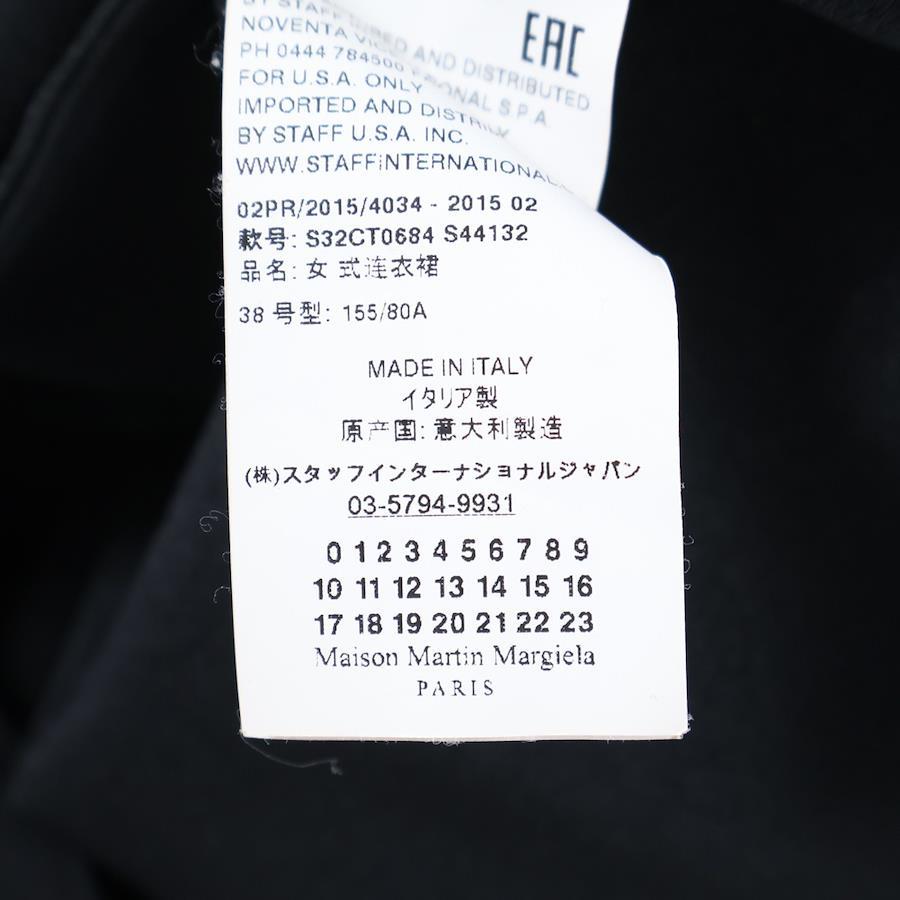 EAC
BY STAFF AND DISTRIBUTED
NOVENTA
PH 0444 784500 S.P.A.
FOR U.S.A. ONLY
IMPORTED AND
BY STAFF U.S.A. INC.
WWW.STAFFINTERNATIONAL.
02PR/2015/4034 - 2015 02
款号: S32CT0684 S44132
品名: 女 式连衣裙
38 号型: 155/80A
MADE IN ITALY
イタリア製
原产国: 意大利製造
(株)スタッフインターナショナルジャパン
03-5794-9931
0 1 2 3 4 5 6 7 8 9
10 11 12 13 14 15 16
17 18 19 20 21 22 23
Maison Martin Margiela
PARIS